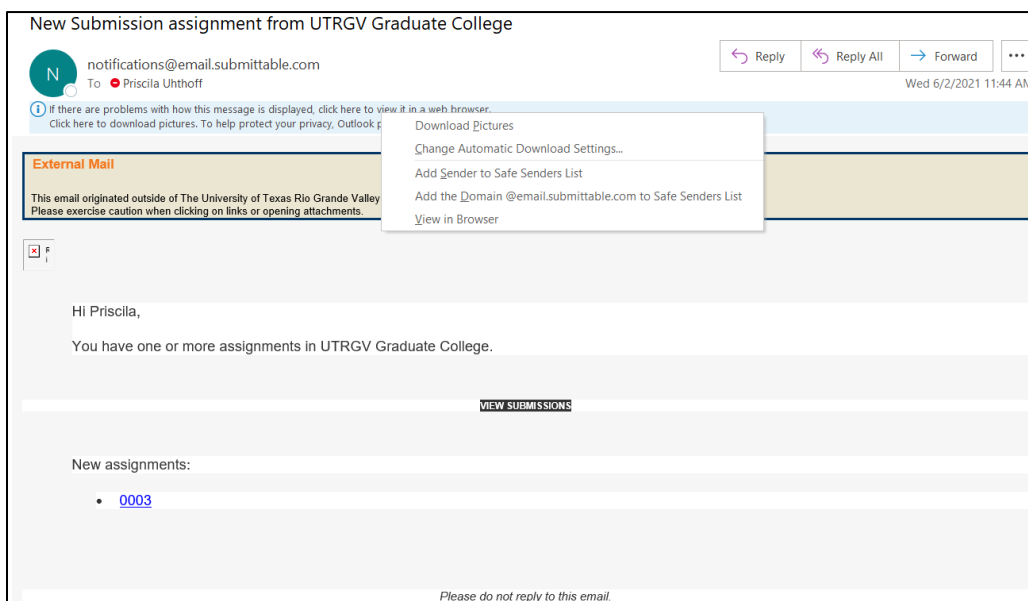 New Submission assignment from UTRGV Graduate College
N
notifications@email.submittable.com
To Priscila Uhthoff
Reply
Reply All
Forward
Wed 6/2/2021 11:44 AM
If there are problems with how this message is displayed, click here to view it in a web browser.
Click here to download pictures. To help protect your privacy, Outlook p
Download Pictures
Change Automatic Download Settings...
Add Sender to Safe Senders List
Add the Domain @email.submittable.com to Safe Senders List
View in Browser
External Mail
This email originated outside of The University of Texas Rio Grande Valley
Please exercise caution when clicking on links or opening attachments.
Hi Priscila,
You have one or more assignments in UTRGV Graduate College.
VIEW SUBMISSIONS
New assignments:
• 0003
Please do not reply to this email.